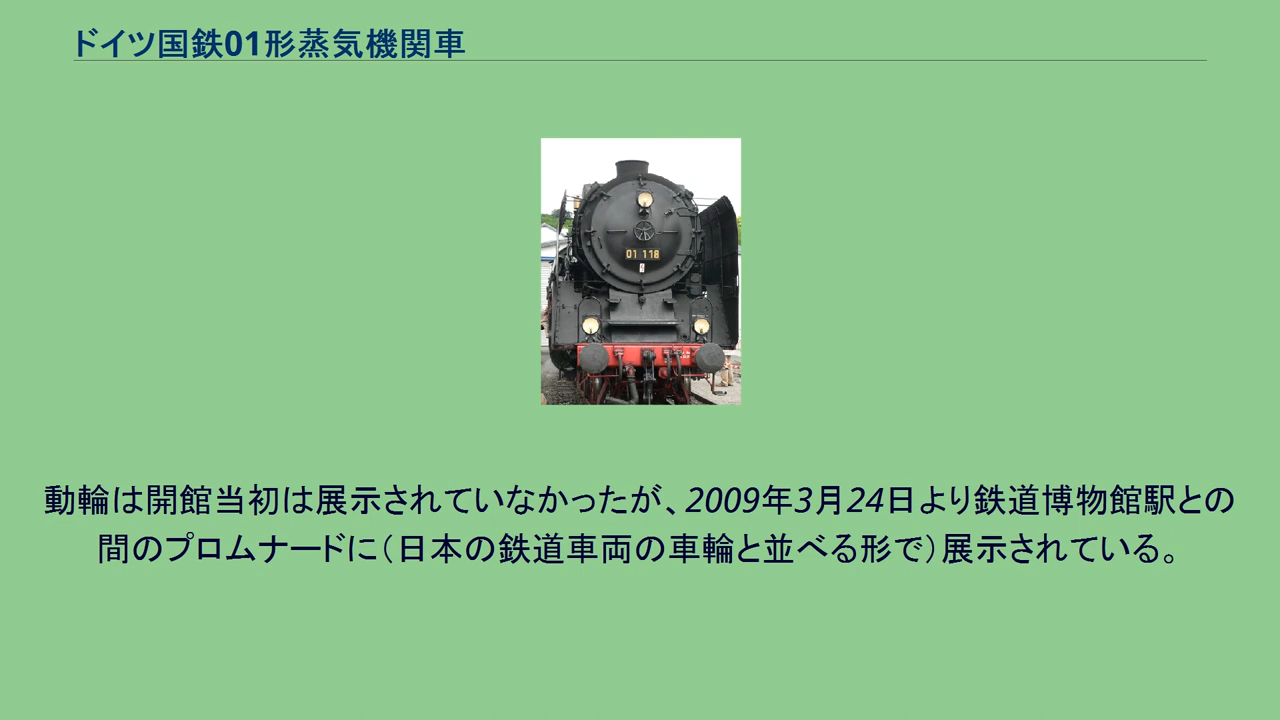 ドイツ国鉄01形蒸気機関車
01 118
動輪は開館当初は展示されていなかったが、2009年3月24日より鉄道博物館駅との
間のプロムナードに（日本の鉄道車両の車輪と並べる形で）展示されている。